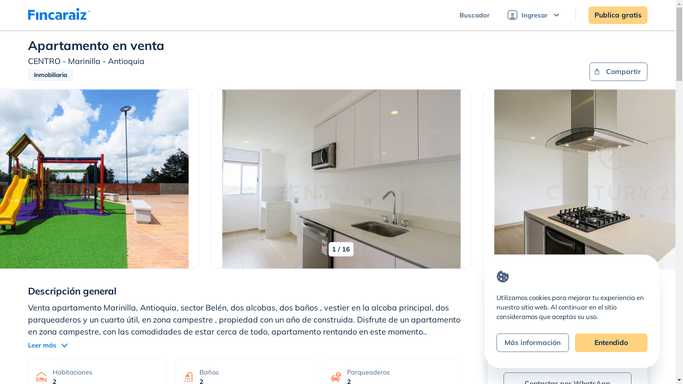 Fincaraiz
Buscador
Ingresar
Publica gratis
Apartamento en venta
CENTRO - Marinilla - Antioquia
Inmobiliaria
Compartir
1 / 16
Descripción general
Venta apartamento Marinilla, Antioquia, sector Belén, dos alcobas, dos baños , vestier en la alcoba principal, dos
parqueaderos y un cuarto útil, en zona campestre , propiedad con un año de construida. Disfrute de un apartamento
en zona campestre, con las comodidades de estar cerca de todo, apartamento rentando en este momento..
Leer más
Utilizamos cookies para mejorar tu experiencia en
nuestro sitio web. Al continuar en el sitio
consideramos que aceptas su uso.
Más información
Entendido
Habitaciones
2
Baños
2
Parqueaderos
2
Contactar por WhatsApp